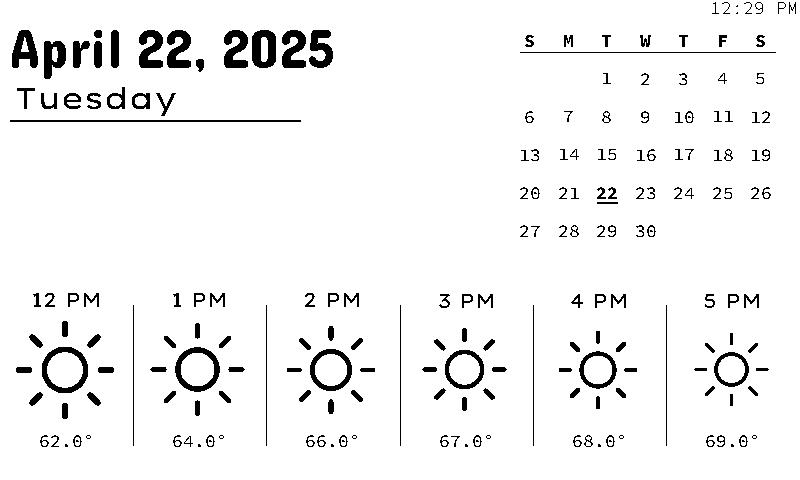 12:29 PM
April 22, 2025
Tuesday
S M T W T F S
1 2 3 4 5
6 7 8 9 10 11 12
13 14 15 16 17 18 19
20 21 22 23 24 25 26
27 28 29 30
12 PM 1 PM 2 PM 3 PM 4 PM 5 PM
62.0° 64.0° 66.0° 67.0° 68.0° 69.0°